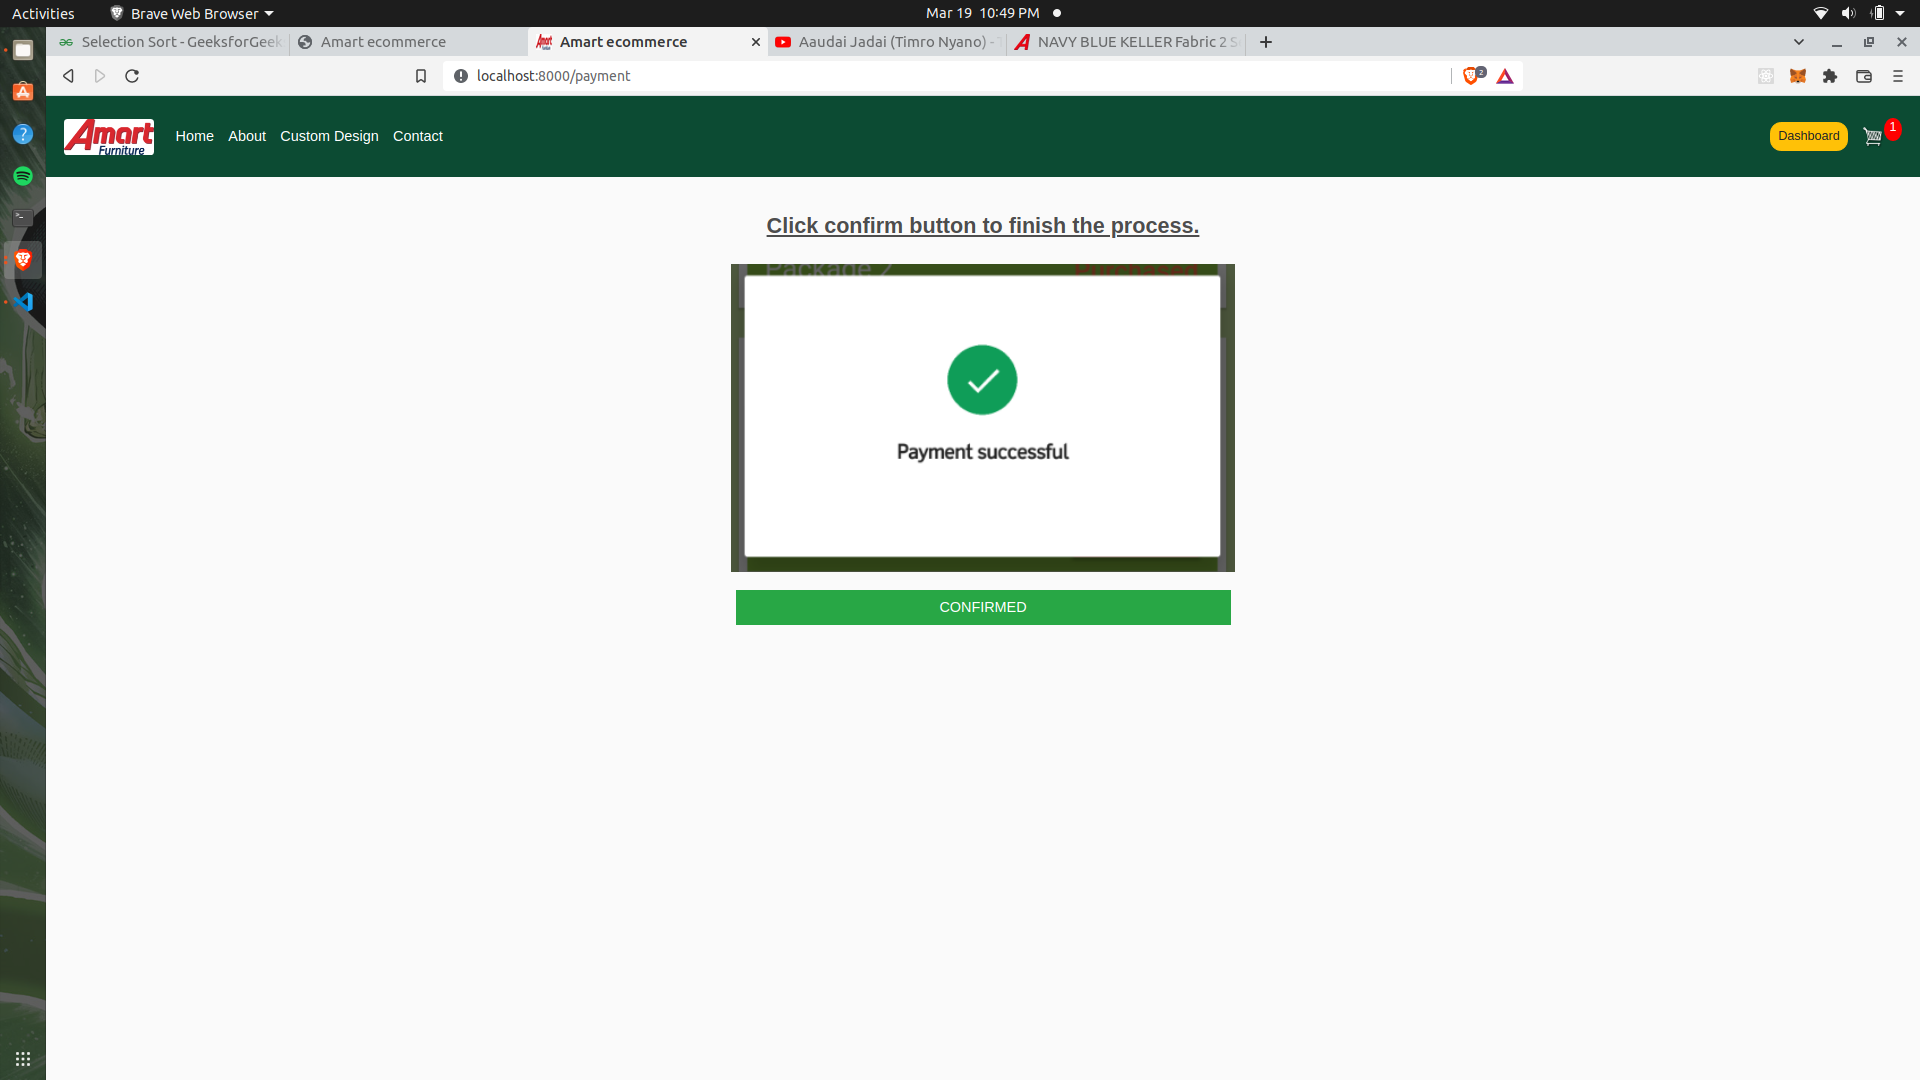 Activities
Brave Web Browser
Mar 19 10:49 PM
Selection Sort - GeeksforGeek
Amart ecommerce
Amart ecommerce
Aaudai Jadai (Timro Nyano) -
NAVY BLUE KELLER Fabric 2 S
localhost:8000/payment
2
Amart
Furniture
Home
About
Custom Design
Contact
Dashboard
1
Click confirm button to finish the process.
Package 2
Purchased
Payment successful
CONFIRMED